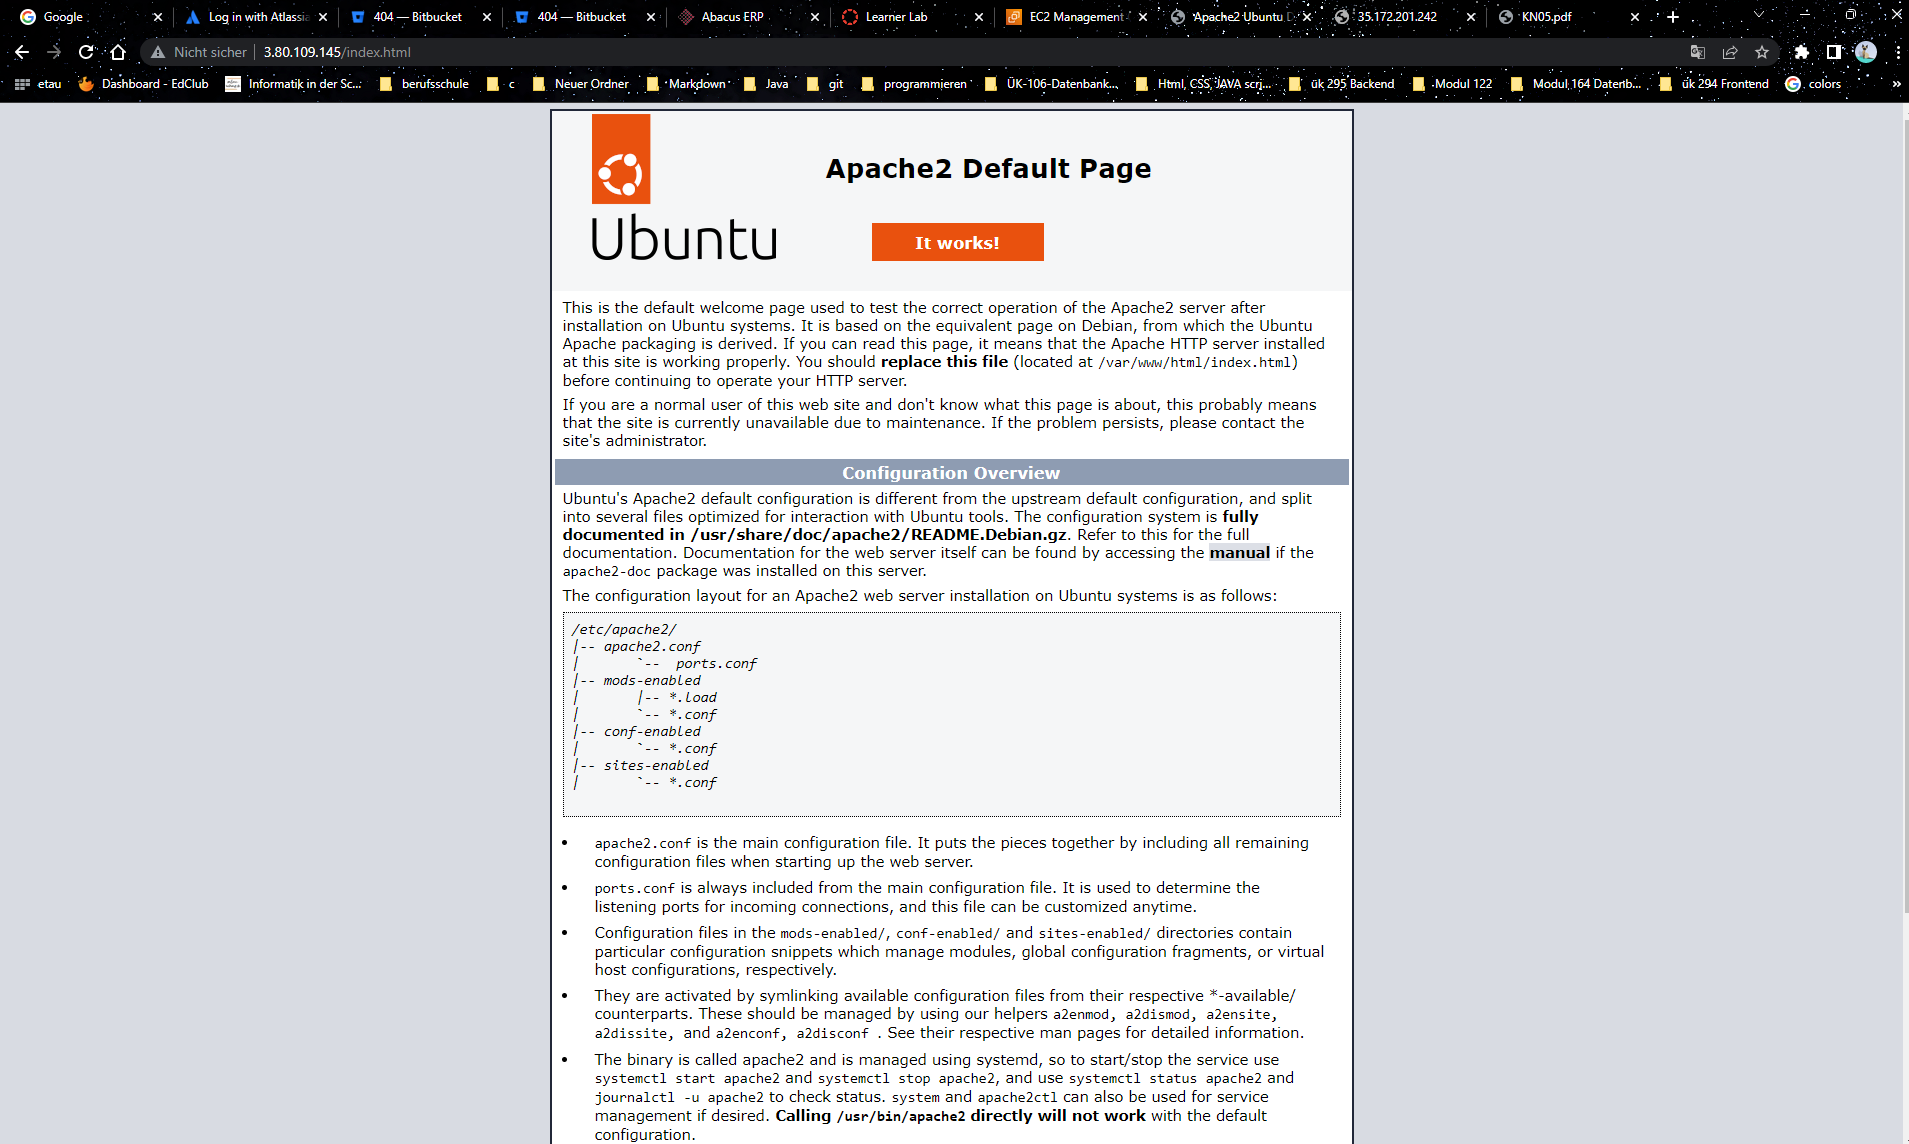 Google
Log in with Atlassia
404 — Bitbucket
404 — Bitbucket
Abacus ERP
Learner Lab
EC2 Management
Apache2 Ubuntu D
35.172.201.242
KN05.pdf
Nicht sicher | 3.80.109.145/index.html
etau
Dashboard - EdClub
Informatik in der Sc...
berufsschule
c
Neuer Ordner
Markdown
Java
git
programmieren
ÜK-106-Datenbank...
Html, CSS, JAVA scri...
ük 295 Backend
Modul 122
Modul 164 Datenb...
ük 294 Frontend
colors
»
Ubuntu
Apache2 Default Page
It works!
This is the default welcome page used to test the correct operation of the Apache2 server after
installation on Ubuntu systems. It is based on the equivalent page on Debian, from which the Ubuntu
Apache packaging is derived. If you can read this page, it means that the Apache HTTP server installed
at this site is working properly. You should replace this file (located at /var/www/html/index.html)
before continuing to operate your HTTP server.
If you are a normal user of this web site and don't know what this page is about, this probably means
that the site is currently unavailable due to maintenance. If the problem persists, please contact the
site's administrator.
Configuration Overview
Ubuntu's Apache2 default configuration is different from the upstream default configuration, and split
into several files optimized for interaction with Ubuntu tools. The configuration system is fully
documented in /usr/share/doc/apache2/README.Debian.gz. Refer to this for the full
documentation. Documentation for the web server itself can be found by accessing the manual if the
apache2-doc package was installed on this server.
The configuration layout for an Apache2 web server installation on Ubuntu systems is as follows:
/etc/apache2/
|-- apache2.conf
|       `--  ports.conf
|-- mods-enabled
|       |-- *.load
|       `-- *.conf
|-- conf-enabled
|       `-- *.conf
|-- sites-enabled
|       `-- *.conf
• apache2.conf is the main configuration file. It puts the pieces together by including all remaining
configuration files when starting up the web server.
• ports.conf is always included from the main configuration file. It is used to determine the
listening ports for incoming connections, and this file can be customized anytime.
• Configuration files in the mods-enabled/, conf-enabled/ and sites-enabled/ directories contain
particular configuration snippets which manage modules, global configuration fragments, or virtual
host configurations, respectively.
• They are activated by symlinking available configuration files from their respective *-available/
counterparts. These should be managed by using our helpers a2enmod, a2dismod, a2ensite,
a2dissite, and a2enconf, a2disconf . See their respective man pages for detailed information.
• The binary is called apache2 and is managed using systemd, so to start/stop the service use
systemctl start apache2 and systemctl stop apache2, and use systemctl status apache2 and
journalctl -u apache2 to check status. system and apache2ctl can also be used for service
management if desired. Calling /usr/bin/apache2 directly will not work with the default
configuration.